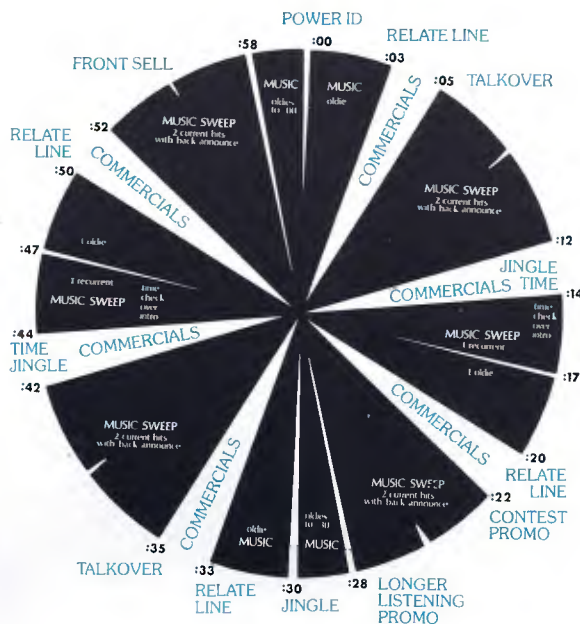 POWER ID
:00
MUSIC
oldie
:03
RELATE LINE
COMMERCIALS
:05
TALKOVER
MUSIC SWEEP
2 current hits
with back announce
:12
JINGLE
TIME
COMMERCIALS
:14
time
check
over
intro
MUSIC SWEEP
1 recurrent
:17
1 oldie
:20
RELATE
LINE
COMMERCIALS
:22
CONTEST
PROMO
MUSIC SWEEP
2 current hits
with back announce
:28
LONGER
LISTENING
PROMO
oldies
to :30
MUSIC
:30
JINGLE
oldie
MUSIC
:33
RELATE
LINE
COMMERCIALS
:35
TALKOVER
MUSIC SWEEP
2 current hits
with back announce
:42
TIME
JINGLE
COMMERCIALS
:44
1 recurrent
MUSIC SWEEP
time
check
over
intro
:47
1 oldie
:50
RELATE
LINE
COMMERCIALS
:52
FRONT SELL
MUSIC SWEEP
2 current hits
with back announce
:58
MUSIC
oldies
to :00